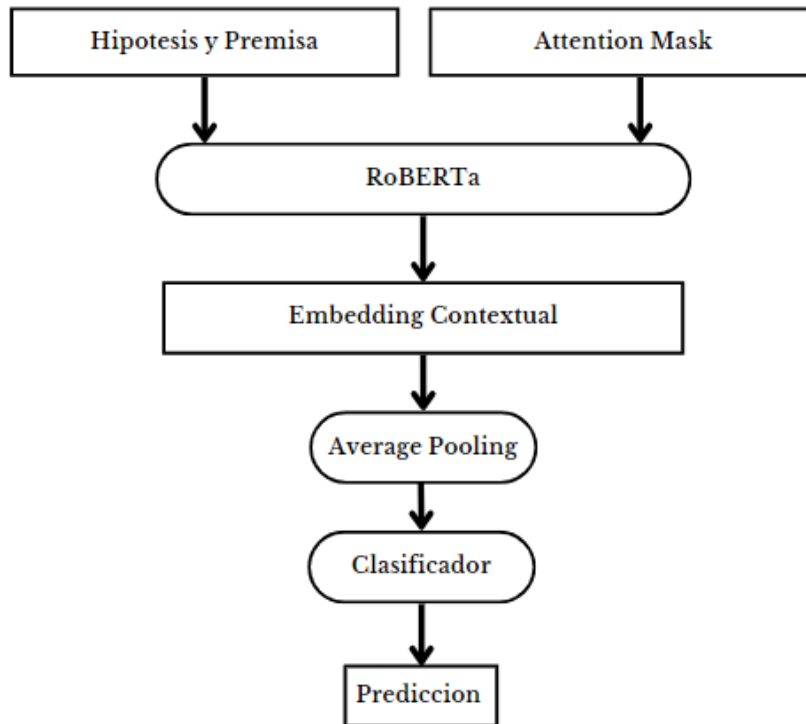 Hipotesis y Premisa
Attention Mask
RoBERTa
Embedding Contextual
Average Pooling
Clasificador
Prediccion